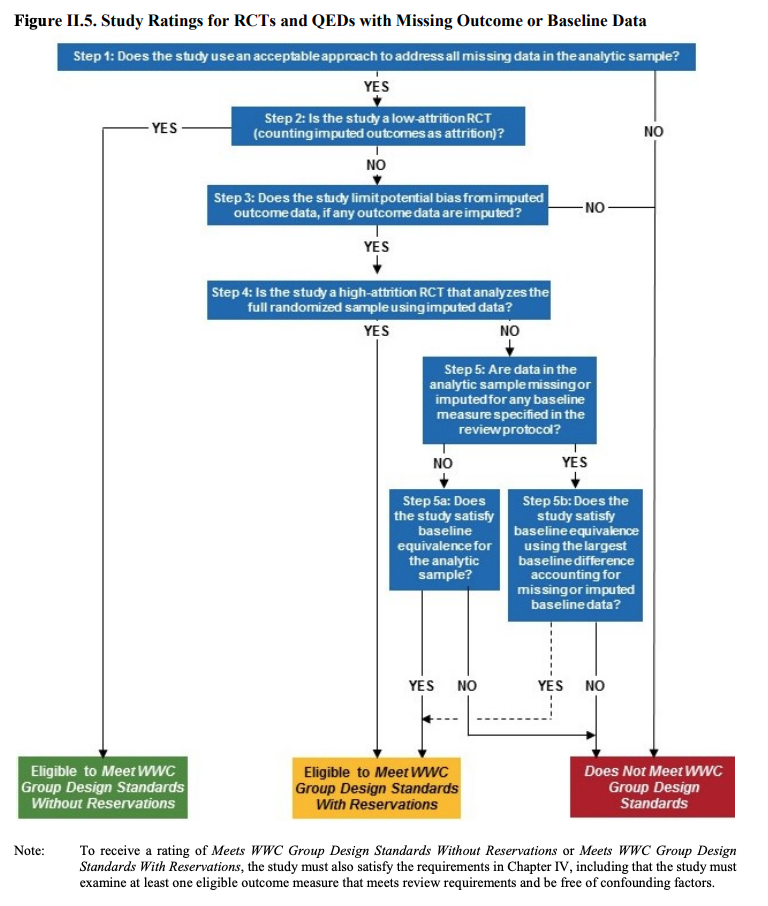 Figure II.5. Study Ratings for RCTs and QEDs with Missing Outcome or Baseline Data
Step 1: Does the study use an acceptable approach to address all missing data in the analytic sample?
YES
Step 2: Is the study a low-attrition RCT
(counting imputed outcomes as attrition)?
YES
NO
NO
Step 3: Does the study limit potential bias from imputed
outcome data, if any outcome data are imputed?
NO
YES
Step 4: Is the study a high-attrition RCT that analyzes the
full randomized sample using imputed data?
YES
NO
Step 5: Are data in the
analytic sample missing or
imputed for any baseline
measure specified in the
review protocol?
NO
YES
Step 5a: Does
the study satisfy
baseline
equivalence for
the analytic
sample?
Step 5b: Does the
study satisfy
baseline equivalence
using the largest
baseline difference
accounting for
missing or imputed
baseline data?
YES
NO
YES
NO
Eligible to Meet WWC
Group Design Standards
Without Reservations
Eligible to Meet WWC
Group Design Standards
With Reservations
Does Not Meet WWC
Group Design
Standards
Note: To receive a rating of Meets WWC Group Design Standards Without Reservations or Meets WWC Group Design
Standards With Reservations, the study must also satisfy the requirements in Chapter IV, including that the study must
examine at least one eligible outcome measure that meets review requirements and be free of confounding factors.